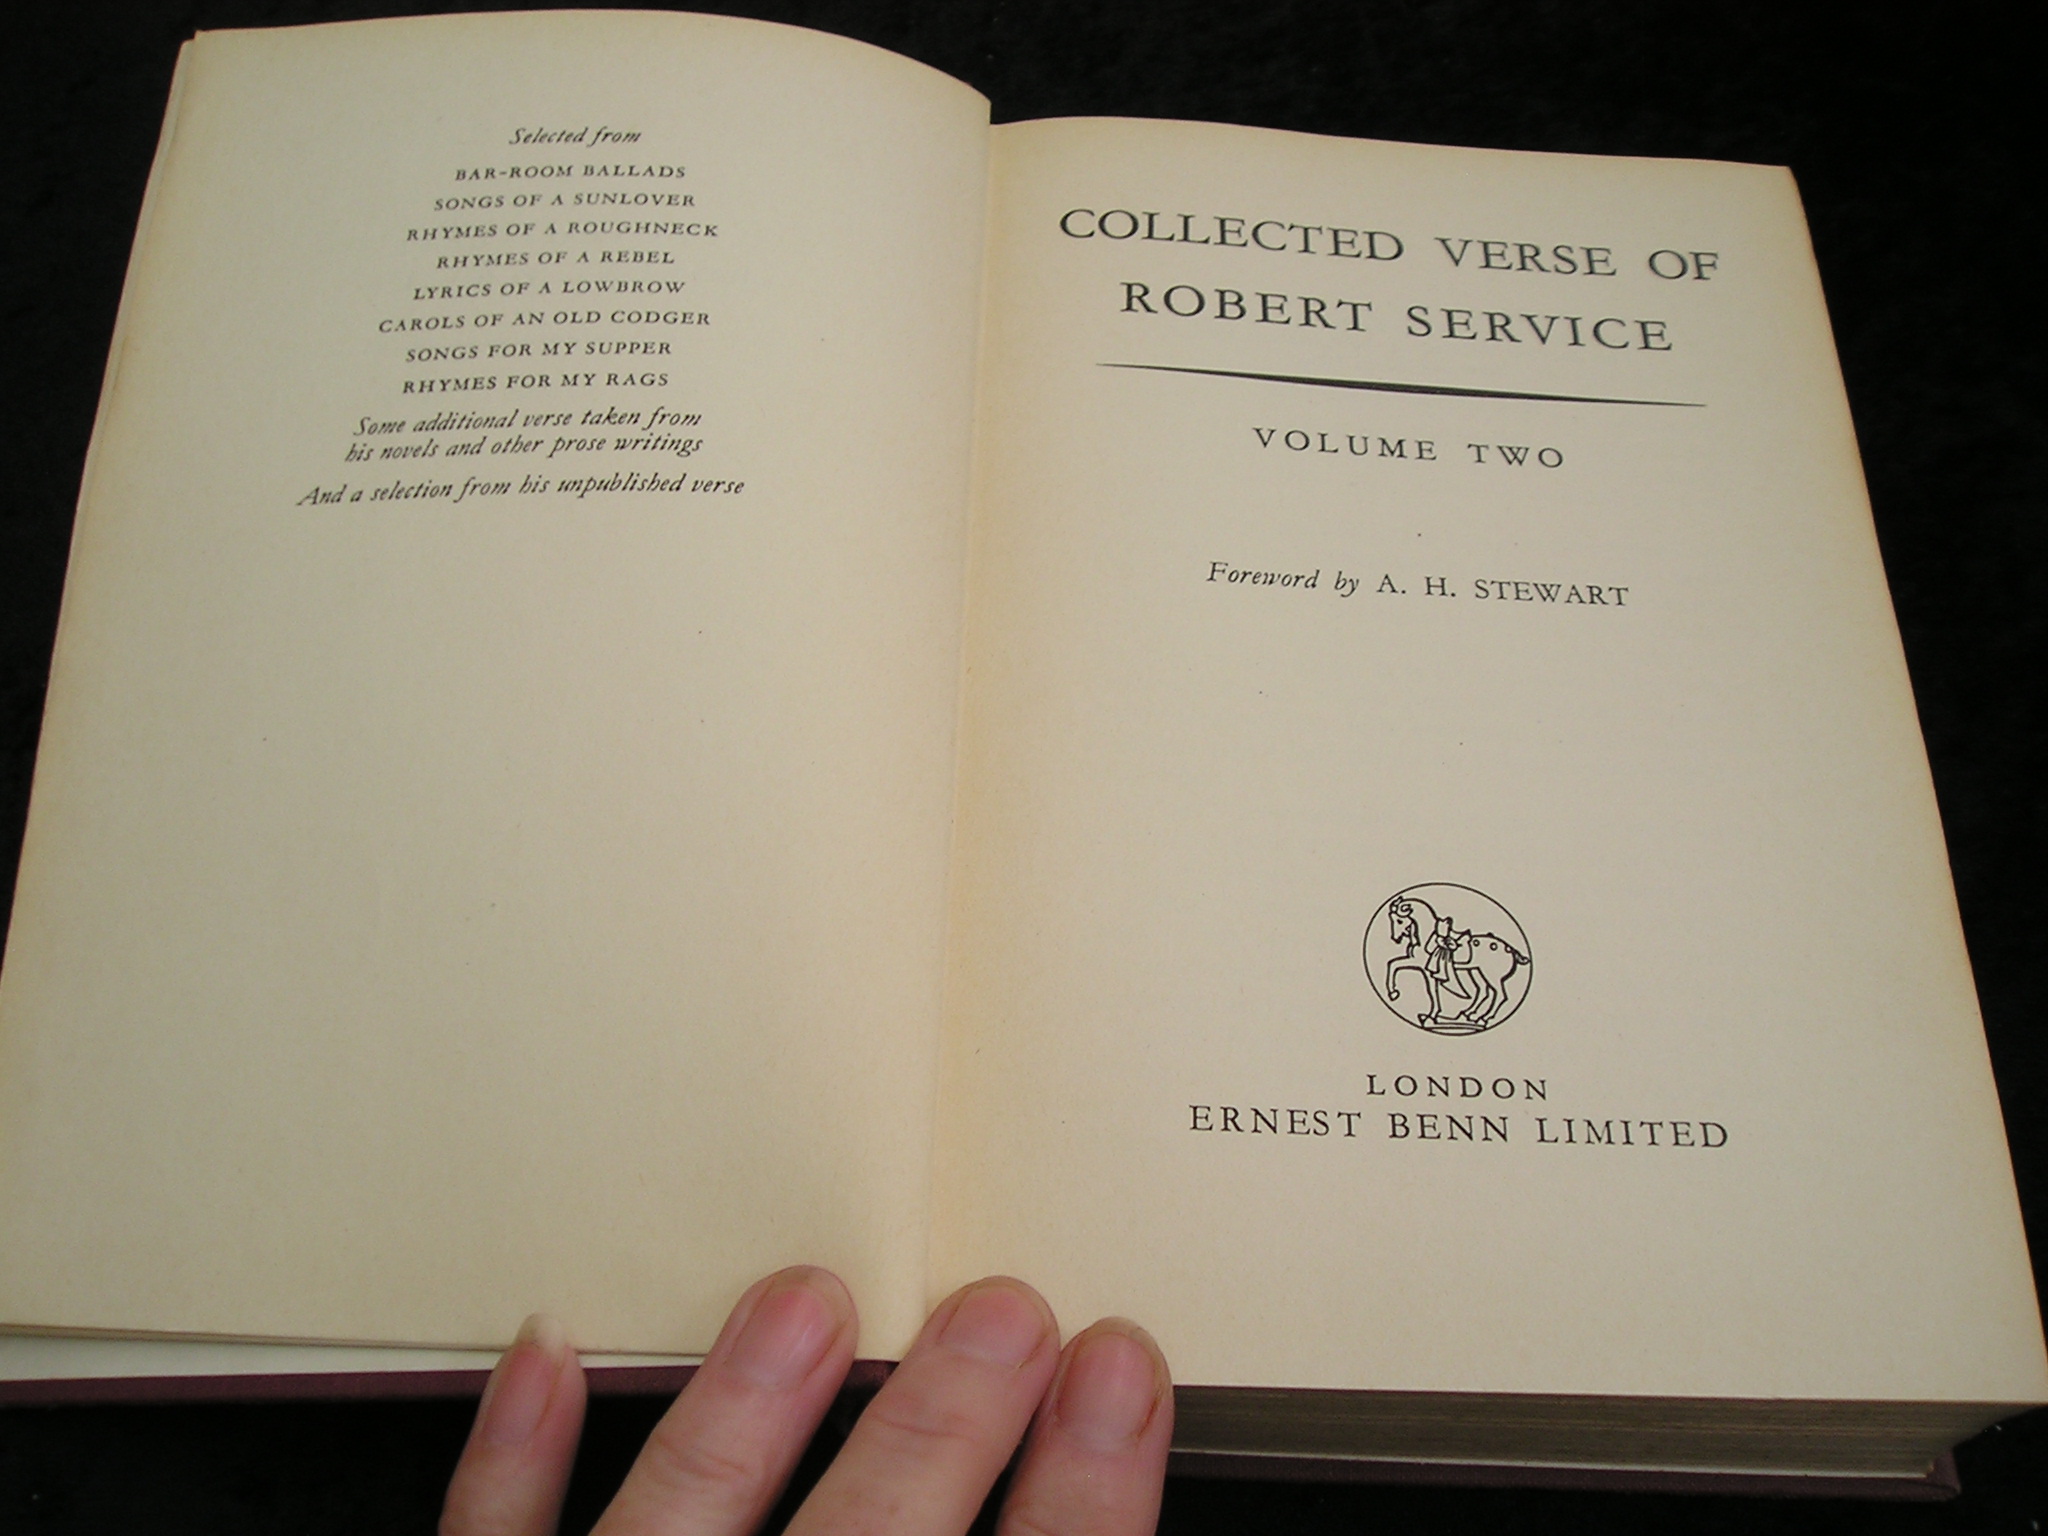 Selected from
BAR-ROOM BALLADS
SONGS OF A SUNLOVER
RHYMES OF A ROUGHNECK
RHYMES OF A REBEL
LYRICS OF A LOWBROW
CAROLS OF AN OLD CODGER
SONGS FOR MY SUPPER
RHYMES FOR MY RAGS
Some additional verse taken from
his novels and other prose writings
And a selection from his unpublished verse
COLLECTED VERSE OF
ROBERT SERVICE
VOLUME TWO
Foreword by A. H. STEWART
LONDON
ERNEST BENN LIMITED